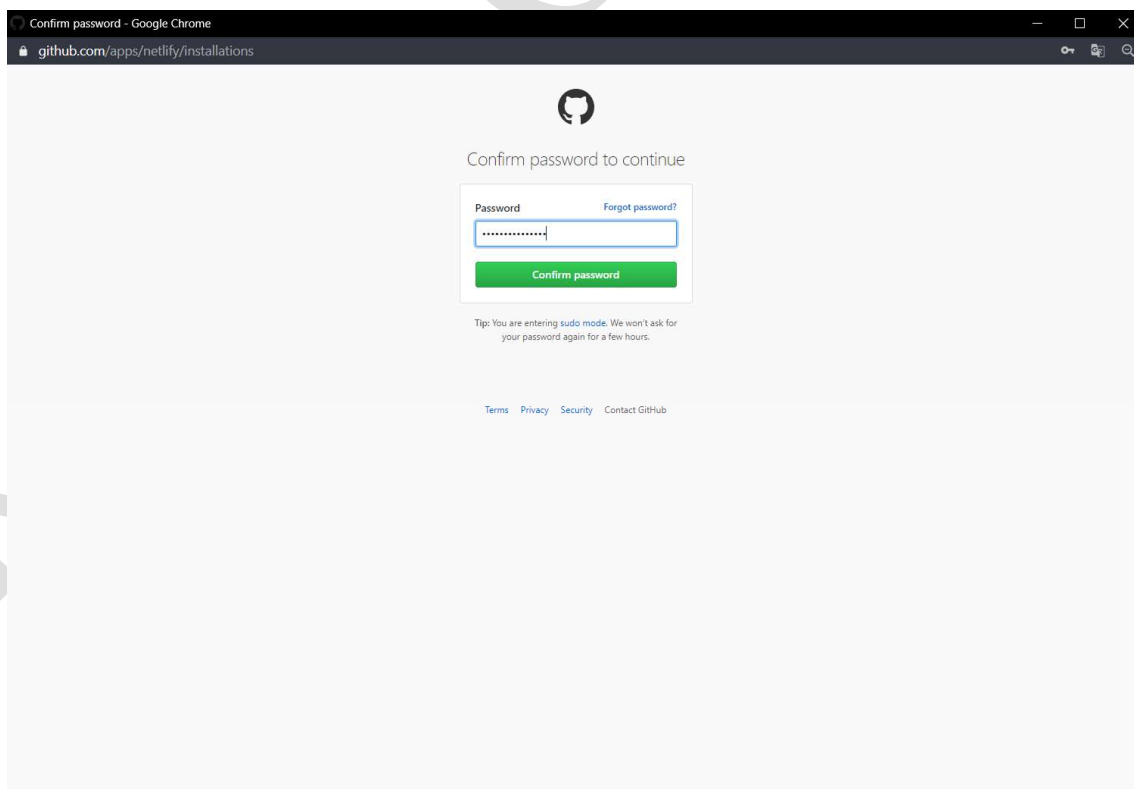 Confirm password - Google Chrome
github.com/apps/netlify/installations
Confirm password to continue
Password Forgot password?
•••••••••••••••
Confirm password
Tip: You are entering sudo mode. We won't ask for
your password again for a few hours.
Terms Privacy Security Contact GitHub